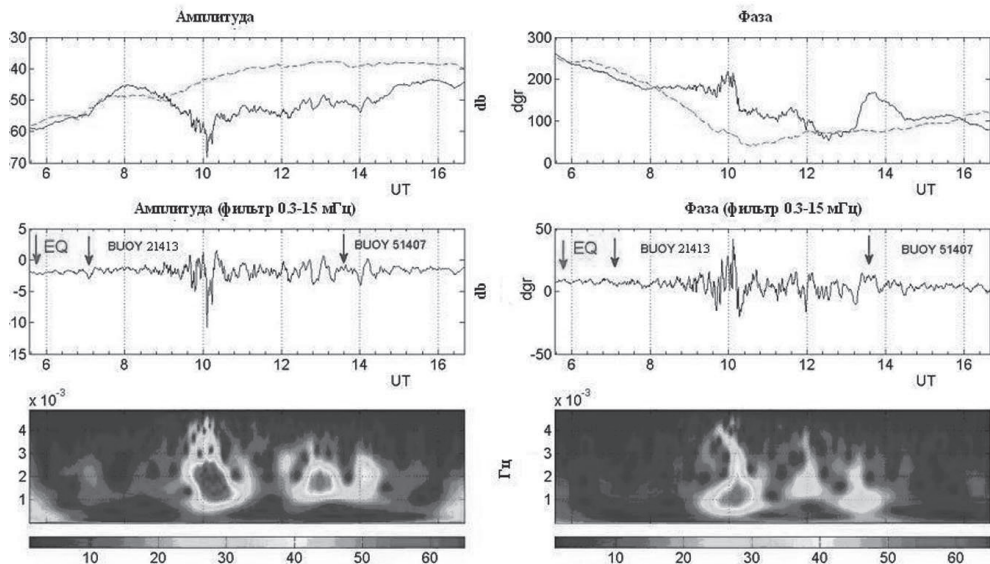 Амплитуда
Фаза
30
40
50
60
70
db
6 8 10 12 14 16
UT
300
200
100
0
dgr
6 8 10 12 14 16
UT
Амплитуда (фильтр 0.3-15 мГц)
Фаза (фильтр 0.3-15 мГц)
5
0
-5
-10
15
EQ
BUOY 21413
BUOY 51407
db
6 8 10 12 14 16
UT
50
0
-50
dgr
EQ
BUOY 21413
BUOY 51407
6 8 10 12 14 16
UT
x 10⁻³
4
3
2
1
Гц
10 20 30 40 50 60
x 10⁻³
4
3
2
1
10 20 30 40 50 60